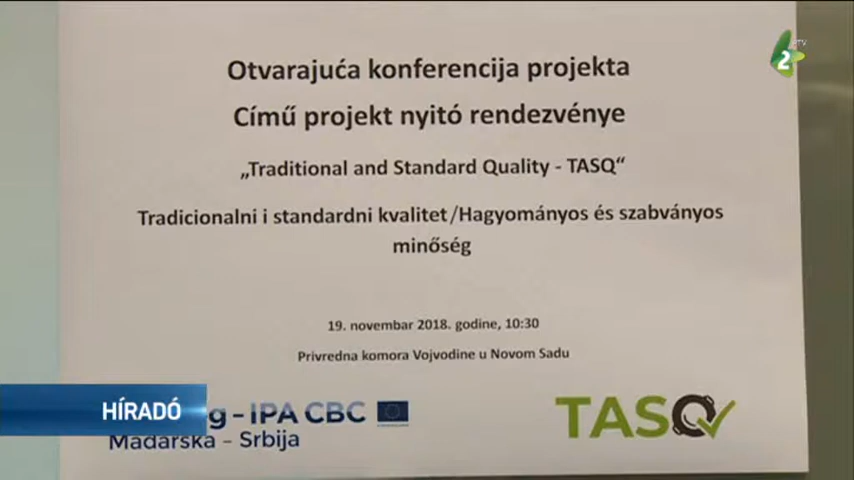 Otvarajuća konferencija projekta
Című projekt nyitó rendezvénye
„Traditional and Standard Quality - TASQ“
Tradicionalni i standardni kvalitet/Hagyományos és szabványos
minőség
19. novembar 2018. godine, 10:30
Privredna komora Vojvodine u Novom Sadu
HÍRADÓ
g - IPA CBC
Mađarska - Srbija
TASQ
2